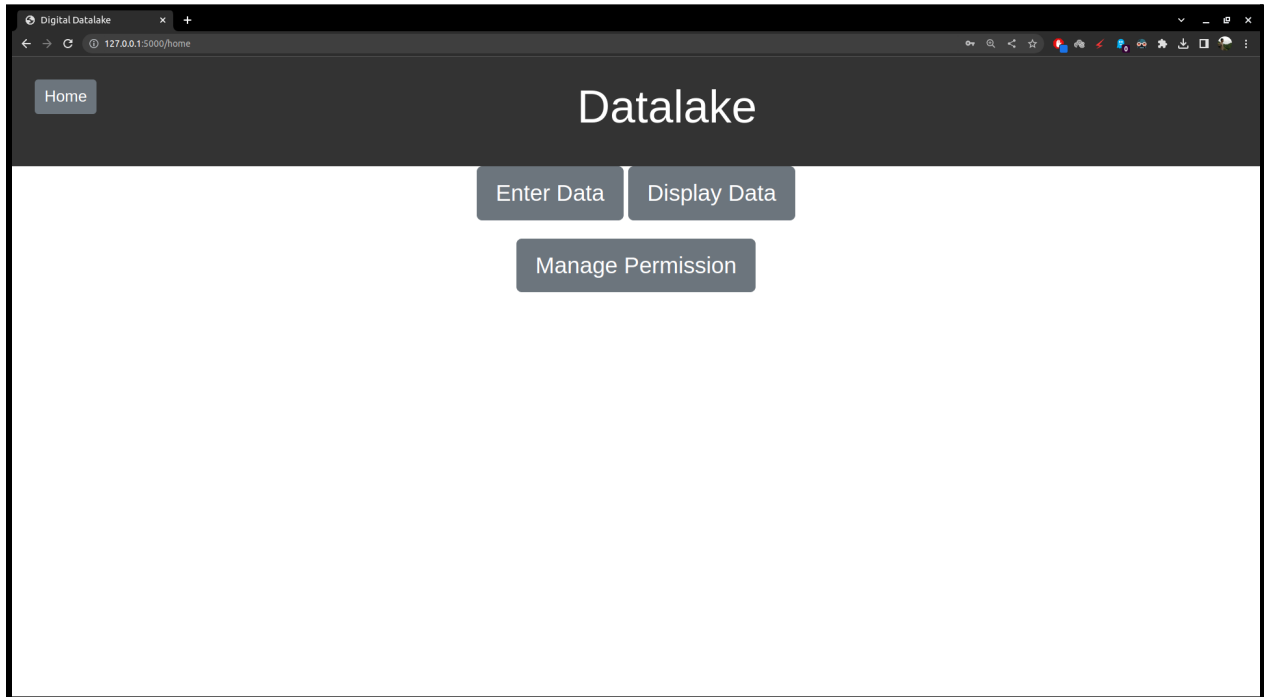 Digital Datalake
127.0.0.1:5000/home
Home
Datalake
Enter Data Display Data
Manage Permission